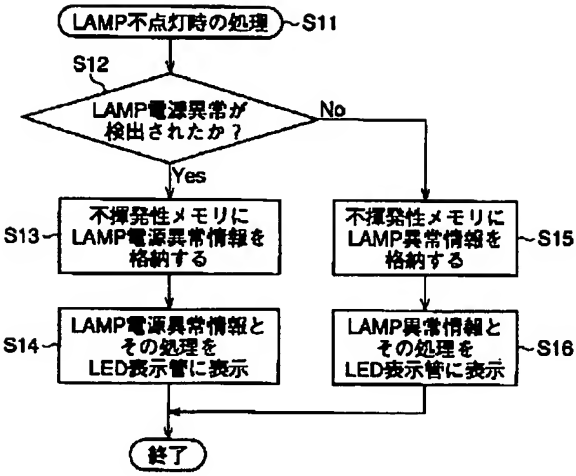 LAMP不点灯時の処理
S11
S12
LAMP電源異常が
検出されたか?
No
Yes
S13
不揮発性メモリに
LAMP電源異常情報を
格納する
不揮発性メモリに
LAMP異常情報を
格納する
S15
S14
LAMP電源異常情報と
その処理を
LED表示管に表示
LAMP異常情報と
その処理を
LED表示管に表示
S16
終了